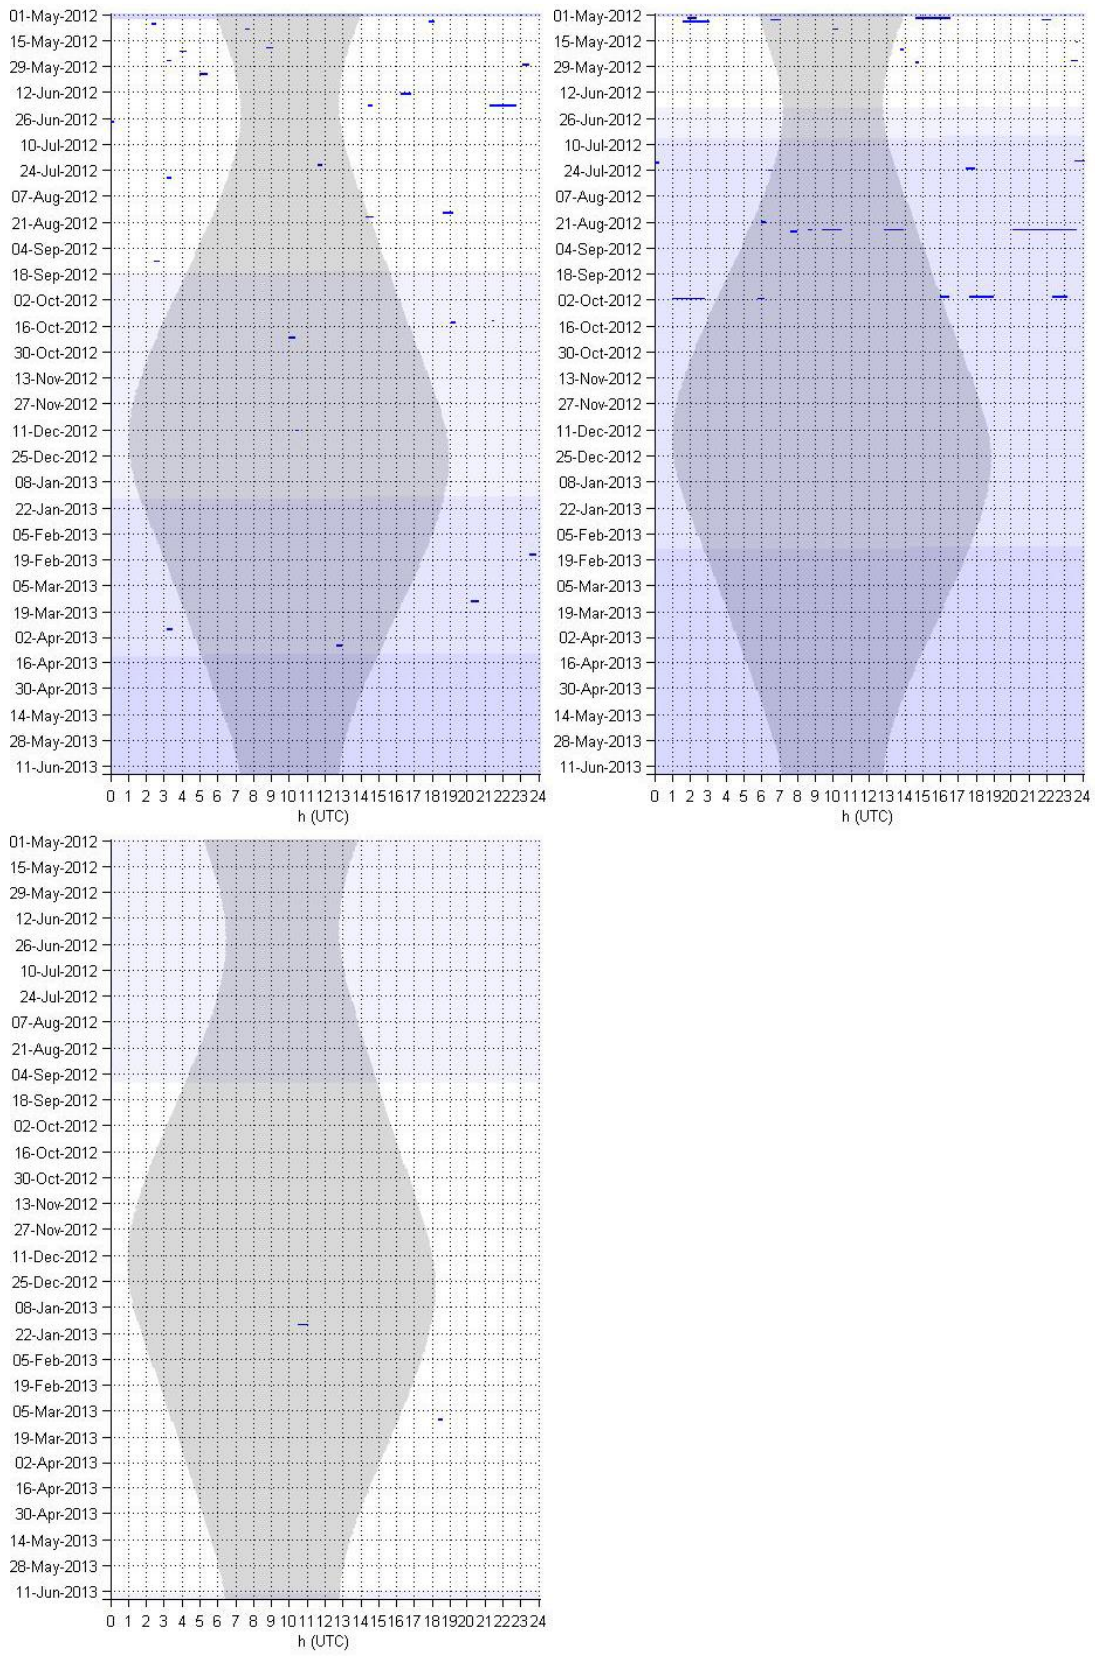 01-May-2012
15-May-2012
29-May-2012
12-Jun-2012
26-Jun-2012
10-Jul-2012
24-Jul-2012
07-Aug-2012
21-Aug-2012
04-Sep-2012
18-Sep-2012
02-Oct-2012
16-Oct-2012
30-Oct-2012
13-Nov-2012
27-Nov-2012
11-Dec-2012
25-Dec-2012
08-Jan-2013
22-Jan-2013
05-Feb-2013
19-Feb-2013
05-Mar-2013
19-Mar-2013
02-Apr-2013
16-Apr-2013
30-Apr-2013
14-May-2013
28-May-2013
11-Jun-2013
0 1 2 3 4 5 6 7 8 9 10 11 12 13 14 15 16 17 18 19 20 21 22 23 24
h (UTC)
01-May-2012
15-May-2012
29-May-2012
12-Jun-2012
26-Jun-2012
10-Jul-2012
24-Jul-2012
07-Aug-2012
21-Aug-2012
04-Sep-2012
18-Sep-2012
02-Oct-2012
16-Oct-2012
30-Oct-2012
13-Nov-2012
27-Nov-2012
11-Dec-2012
25-Dec-2012
08-Jan-2013
22-Jan-2013
05-Feb-2013
19-Feb-2013
05-Mar-2013
19-Mar-2013
02-Apr-2013
16-Apr-2013
30-Apr-2013
14-May-2013
28-May-2013
11-Jun-2013
0 1 2 3 4 5 6 7 8 9 10 11 12 13 14 15 16 17 18 19 20 21 22 23 24
h (UTC)
01-May-2012
15-May-2012
29-May-2012
12-Jun-2012
26-Jun-2012
10-Jul-2012
24-Jul-2012
07-Aug-2012
21-Aug-2012
04-Sep-2012
18-Sep-2012
02-Oct-2012
16-Oct-2012
30-Oct-2012
13-Nov-2012
27-Nov-2012
11-Dec-2012
25-Dec-2012
08-Jan-2013
22-Jan-2013
05-Feb-2013
19-Feb-2013
05-Mar-2013
19-Mar-2013
02-Apr-2013
16-Apr-2013
30-Apr-2013
14-May-2013
28-May-2013
11-Jun-2013
0 1 2 3 4 5 6 7 8 9 10 11 12 13 14 15 16 17 18 19 20 21 22 23 24
h (UTC)